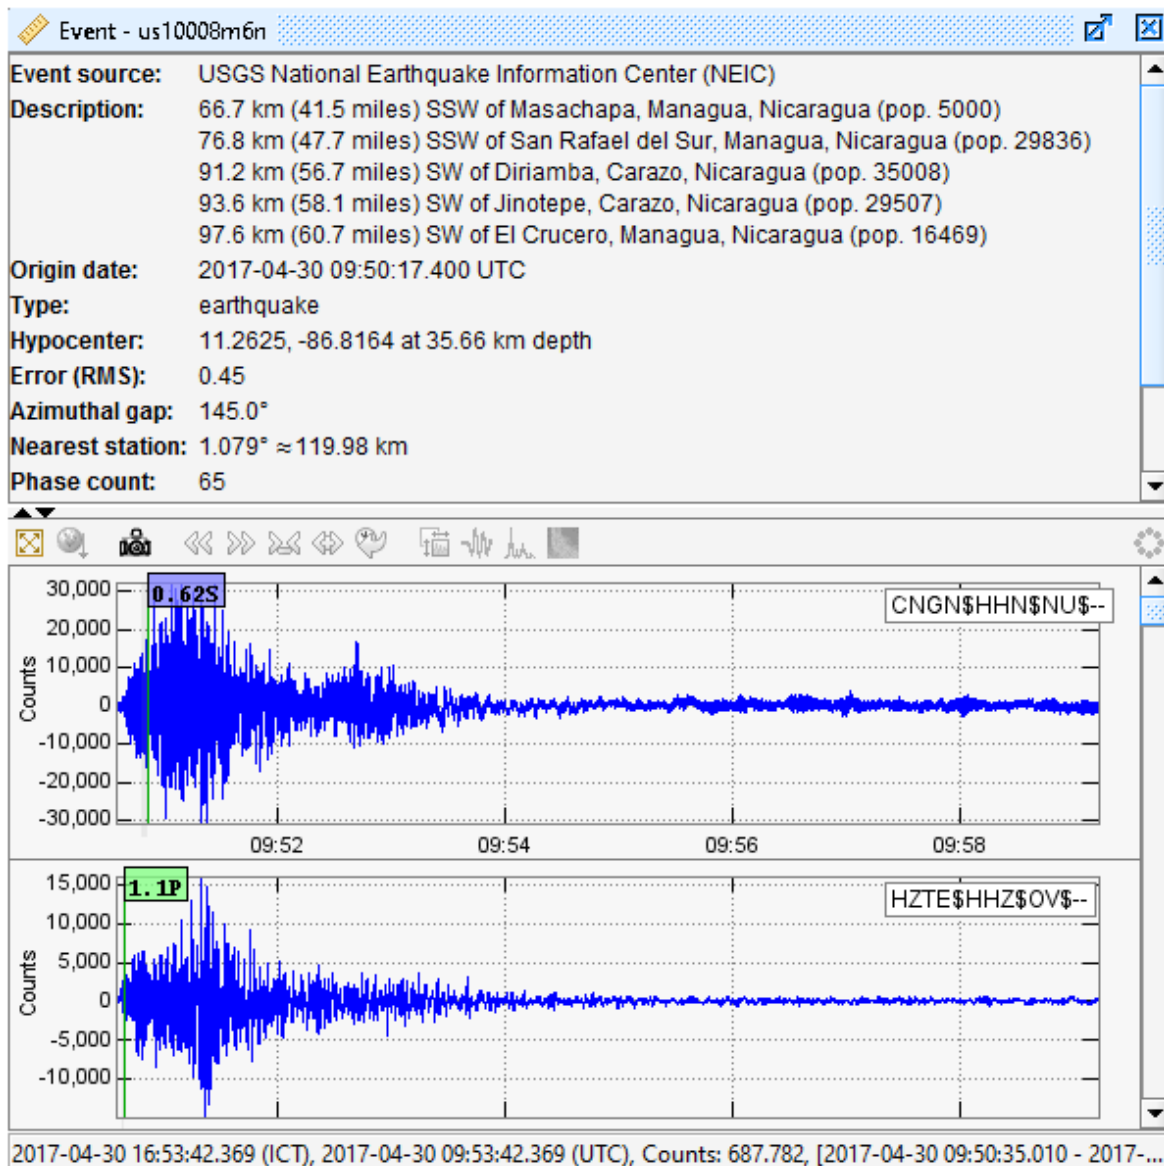 Event - us10008m6n
Event source: USGS National Earthquake Information Center (NEIC)
Description: 66.7 km (41.5 miles) SSW of Masachapa, Managua, Nicaragua (pop. 5000)
76.8 km (47.7 miles) SSW of San Rafael del Sur, Managua, Nicaragua (pop. 29836)
91.2 km (56.7 miles) SW of Diriamba, Carazo, Nicaragua (pop. 35008)
93.6 km (58.1 miles) SW of Jinotepe, Carazo, Nicaragua (pop. 29507)
97.6 km (60.7 miles) SW of El Crucero, Managua, Nicaragua (pop. 16469)
Origin date: 2017-04-30 09:50:17.400 UTC
Type: earthquake
Hypocenter: 11.2625, -86.8164 at 35.66 km depth
Error (RMS): 0.45
Azimuthal gap: 145.0°
Nearest station: 1.079° ≈119.98 km
Phase count: 65
30,000
0.62S
CNGN$HHN$NU$--
20,000
10,000
Counts
0
-10,000
-20,000
-30,000
09:52 09:54 09:56 09:58
15,000
1.1P
HZTE$HHZ$OV$--
10,000
5,000
Counts
0
-5,000
-10,000
2017-04-30 16:53:42.369 (ICT), 2017-04-30 09:53:42.369 (UTC), Counts: 687.782, [2017-04-30 09:50:35.010 - 2017-...